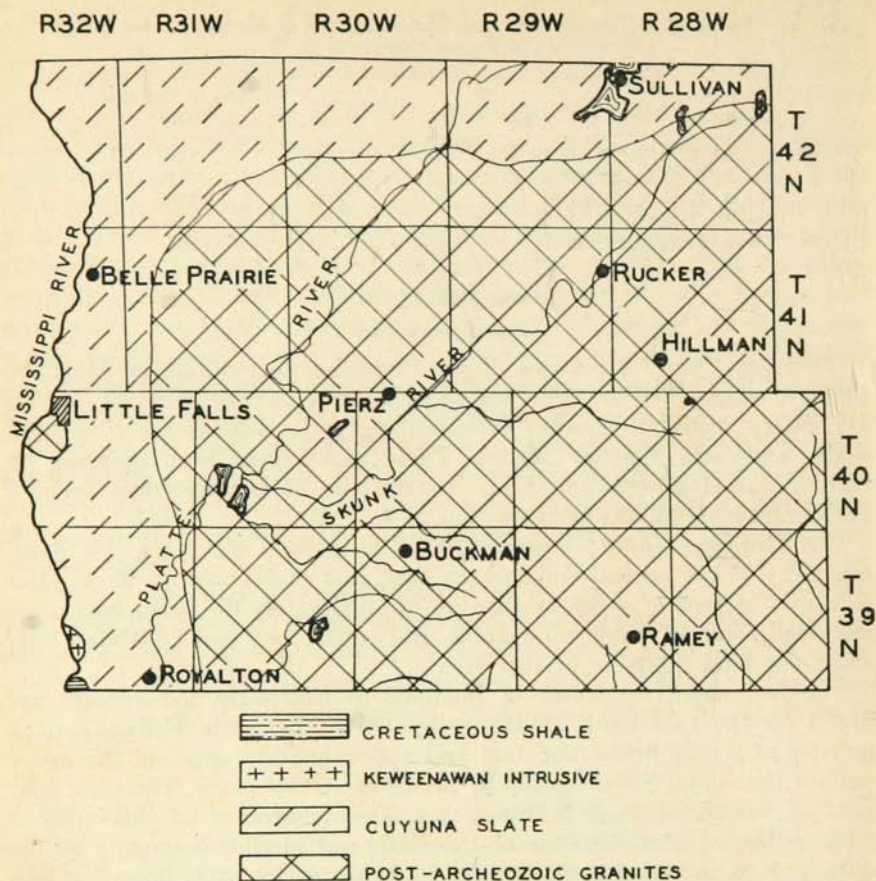 R32W R31W R30W R29W R28W
SULLIVAN
T
42
N
MISSISSIPPI RIVER
BELLE PRAIRIE
RIVER
RUCKER
T
41
N
HILLMAN
PIERZ
RIVER
LITTLE FALLS
T
40
N
SKUNK
PLATTE
BUCKMAN
T
39
N
RAMEY
ROYALTON
CRETACEOUS SHALE
KEWEENAWAN INTRUSIVE
CUYUNA SLATE
POST-ARCHEOZOIC GRANITES